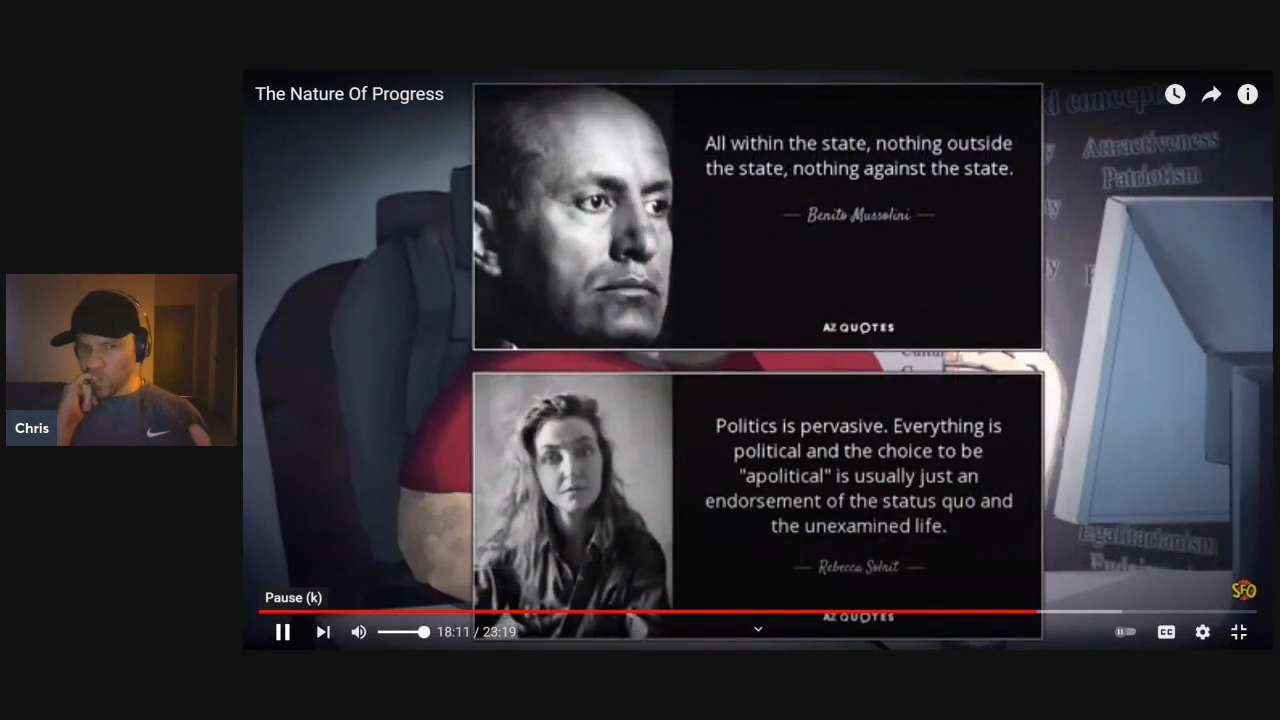 The Nature Of Progress
All within the state, nothing outside
the state, nothing against the state.
— Benito Mussolini —
AZ QUOTES
Attractiveness
Patriotism
Politics is pervasive. Everything is
political and the choice to be
"apolitical" is usually just an
endorsement of the status quo and
the unexamined life.
— Rebecca Solnit —
AZ QUOTES
Egalitarianism
Chris
Pause (k)
SFO
18:11 / 23:19
CC